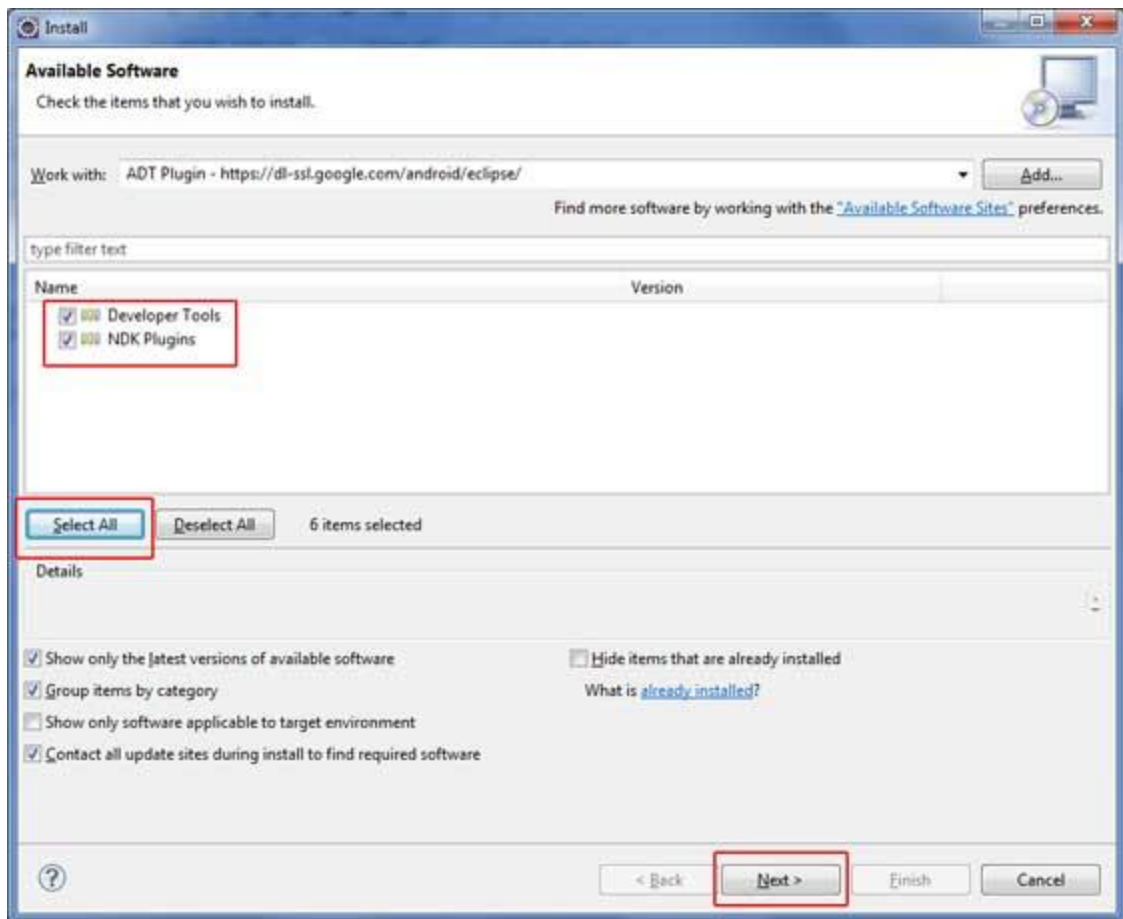 Install
Available Software
Check the items that you wish to install.
Work with: ADT Plugin - https://dl-ssl.google.com/android/eclipse/ Add...
Find more software by working with the "Available Software Sites" preferences.
type filter text
Name Version
Developer Tools
NDK Plugins
Select All Deselect All 6 items selected
Details
Show only the latest versions of available software Hide items that are already installed
Group items by category What is already installed?
Show only software applicable to target environment
Contact all update sites during install to find required software
? < Back Next > Finish Cancel